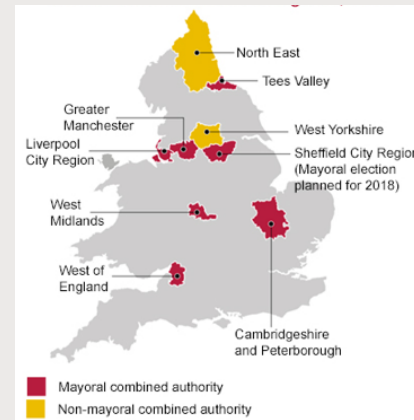 North East
Tees Valley
Greater
Manchester
Liverpool
City Region
West Yorkshire
Sheffield City Region
(Mayoral election
planned for 2018)
West
Midlands
West of
England
Cambridgeshire
and Peterborough
Mayoral combined authority
Non-mayoral combined authority